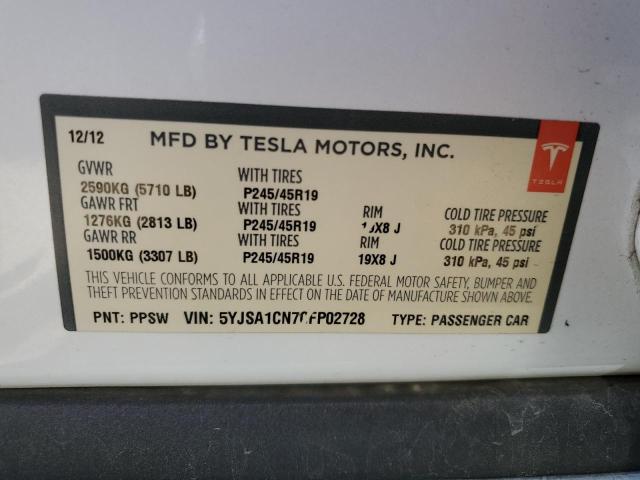 12/12 MFD BY TESLA MOTORS, INC.
TESLA
GVWR WITH TIRES
2590KG (5710 LB) P245/45R19
GAWR FRT WITH TIRES RIM COLD TIRE PRESSURE
1276KG (2813 LB) P245/45R19 J 310 kPa, 45 psi
GAWR RR WITH TIRES RIM COLD TIRE PRESSURE
1500KG (3307 LB) P245/45R19 19X8 J 310 kPa, 45 psi
THIS VEHICLE CONFORMS TO ALL APPLICABLE U.S. FEDERAL MOTOR SAFETY, BUMPER AND
THEFT PREVENTION STANDARDS IN EFFECT ON THE DATE OF MANUFACTURE SHOWN ABOVE.
PNT: PPSW VIN: TYPE: PASSENGER CAR